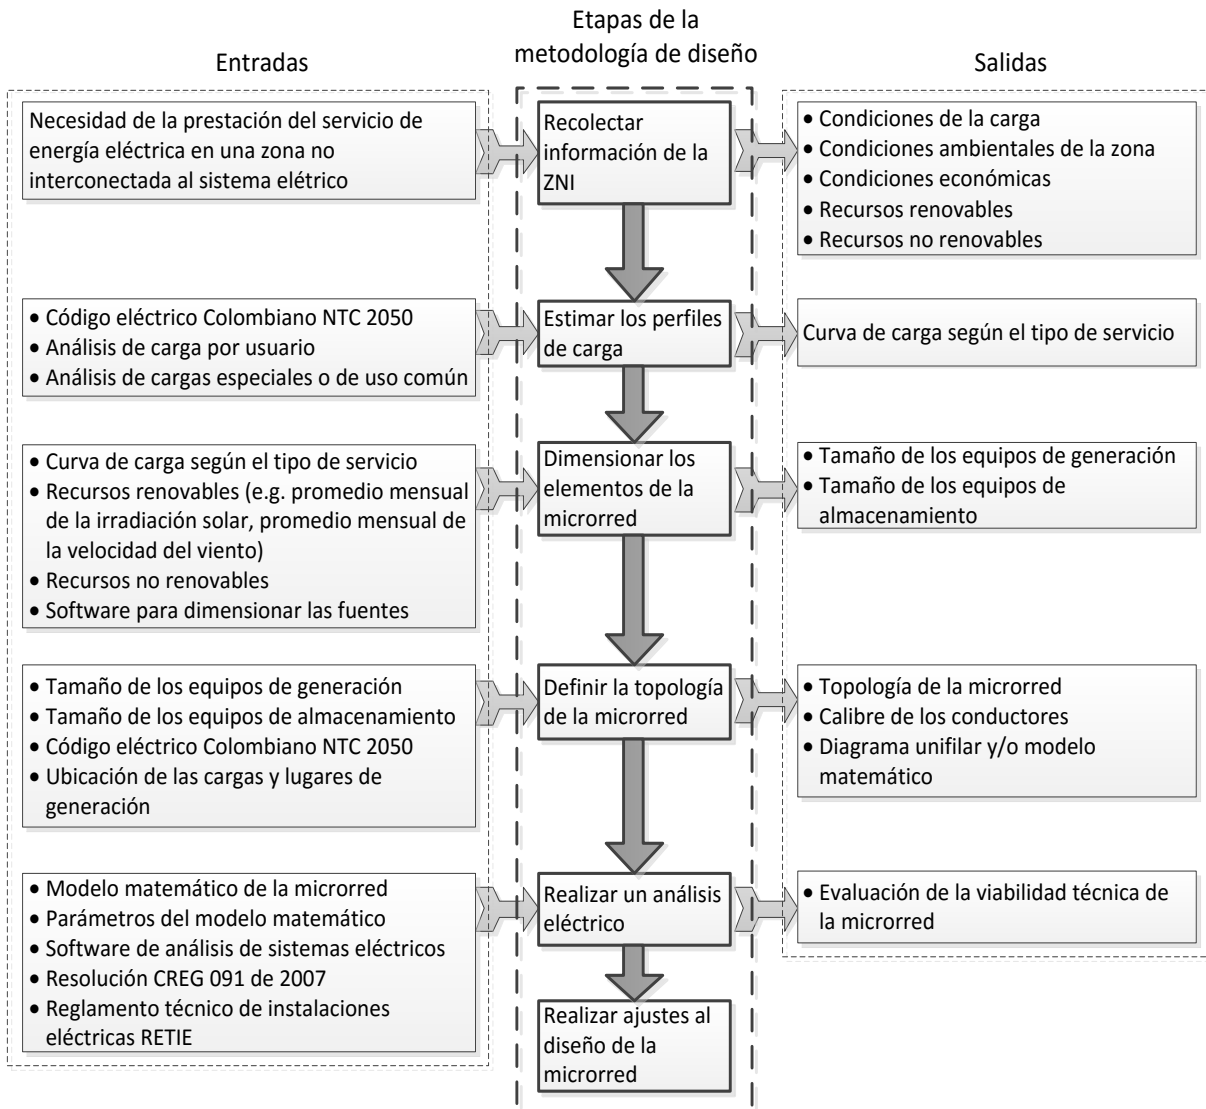 Etapas de la
metodología de diseño
Entradas
Salidas
Necesidad de la prestación del servicio de
energía eléctrica en una zona no
interconectada al sistema elétrico
Recolectar
información de la
ZNI
• Condiciones de la carga
• Condiciones ambientales de la zona
• Condiciones económicas
• Recursos renovables
• Recursos no renovables
• Código eléctrico Colombiano NTC 2050
• Análisis de carga por usuario
• Análisis de cargas especiales o de uso común
Estimar los perfiles
de carga
Curva de carga según el tipo de servicio
• Curva de carga según el tipo de servicio
• Recursos renovables (e.g. promedio mensual
de la irradiación solar, promedio mensual de
la velocidad del viento)
• Recursos no renovables
• Software para dimensionar las fuentes
Dimensionar los
elementos de la
microrred
• Tamaño de los equipos de generación
• Tamaño de los equipos de
almacenamiento
• Tamaño de los equipos de generación
• Tamaño de los equipos de almacenamiento
• Código eléctrico Colombiano NTC 2050
• Ubicación de las cargas y lugares de
generación
Definir la topología
de la microrred
• Topología de la microrred
• Calibre de los conductores
• Diagrama unifilar y/o modelo
matemático
• Modelo matemático de la microrred
• Parámetros del modelo matemático
• Software de análisis de sistemas eléctricos
• Resolución CREG 091 de 2007
• Reglamento técnico de instalaciones
eléctricas RETIE
Realizar un análisis
eléctrico
• Evaluación de la viabilidad técnica de
la microrred
Realizar ajustes al
diseño de la
microrred